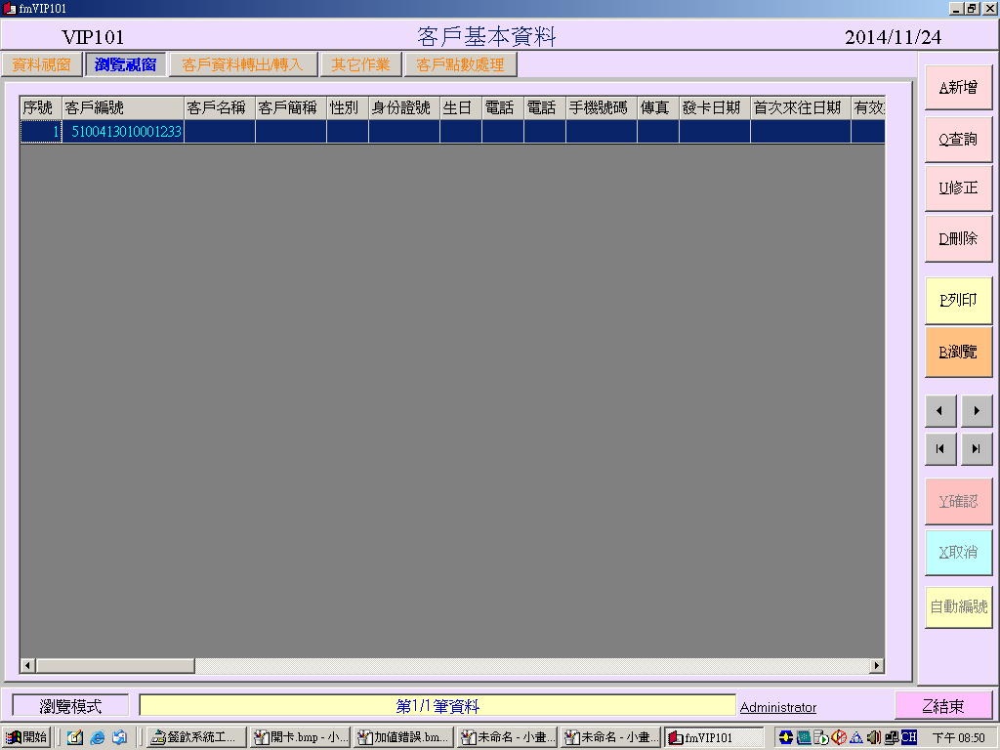 fmVIP101
VIP101 客戶基本資料 2014/11/24
資料視窗 瀏覽視窗 客戶資料轉出/轉入 其它作業 客戶點數處理
序號 客戶編號 客戶名稱 客戶簡稱 性別 身份證號 生日 電話 電話 手機號碼 傳真 發卡日期 首次來往日期 有效
1 5100413010001233
A新增
Q查詢
U修正
D刪除
P列印
B瀏覽
Y確認
X取消
自動編號
瀏覽模式 第1/1筆資料 Administrator Z結束
開始 餐飲系統工... 開卡.bmp - 小... 加值錯誤.bm... 未命名 - 小畫... 未命名 - 小畫... fmVIP101 CH 下午 08:50